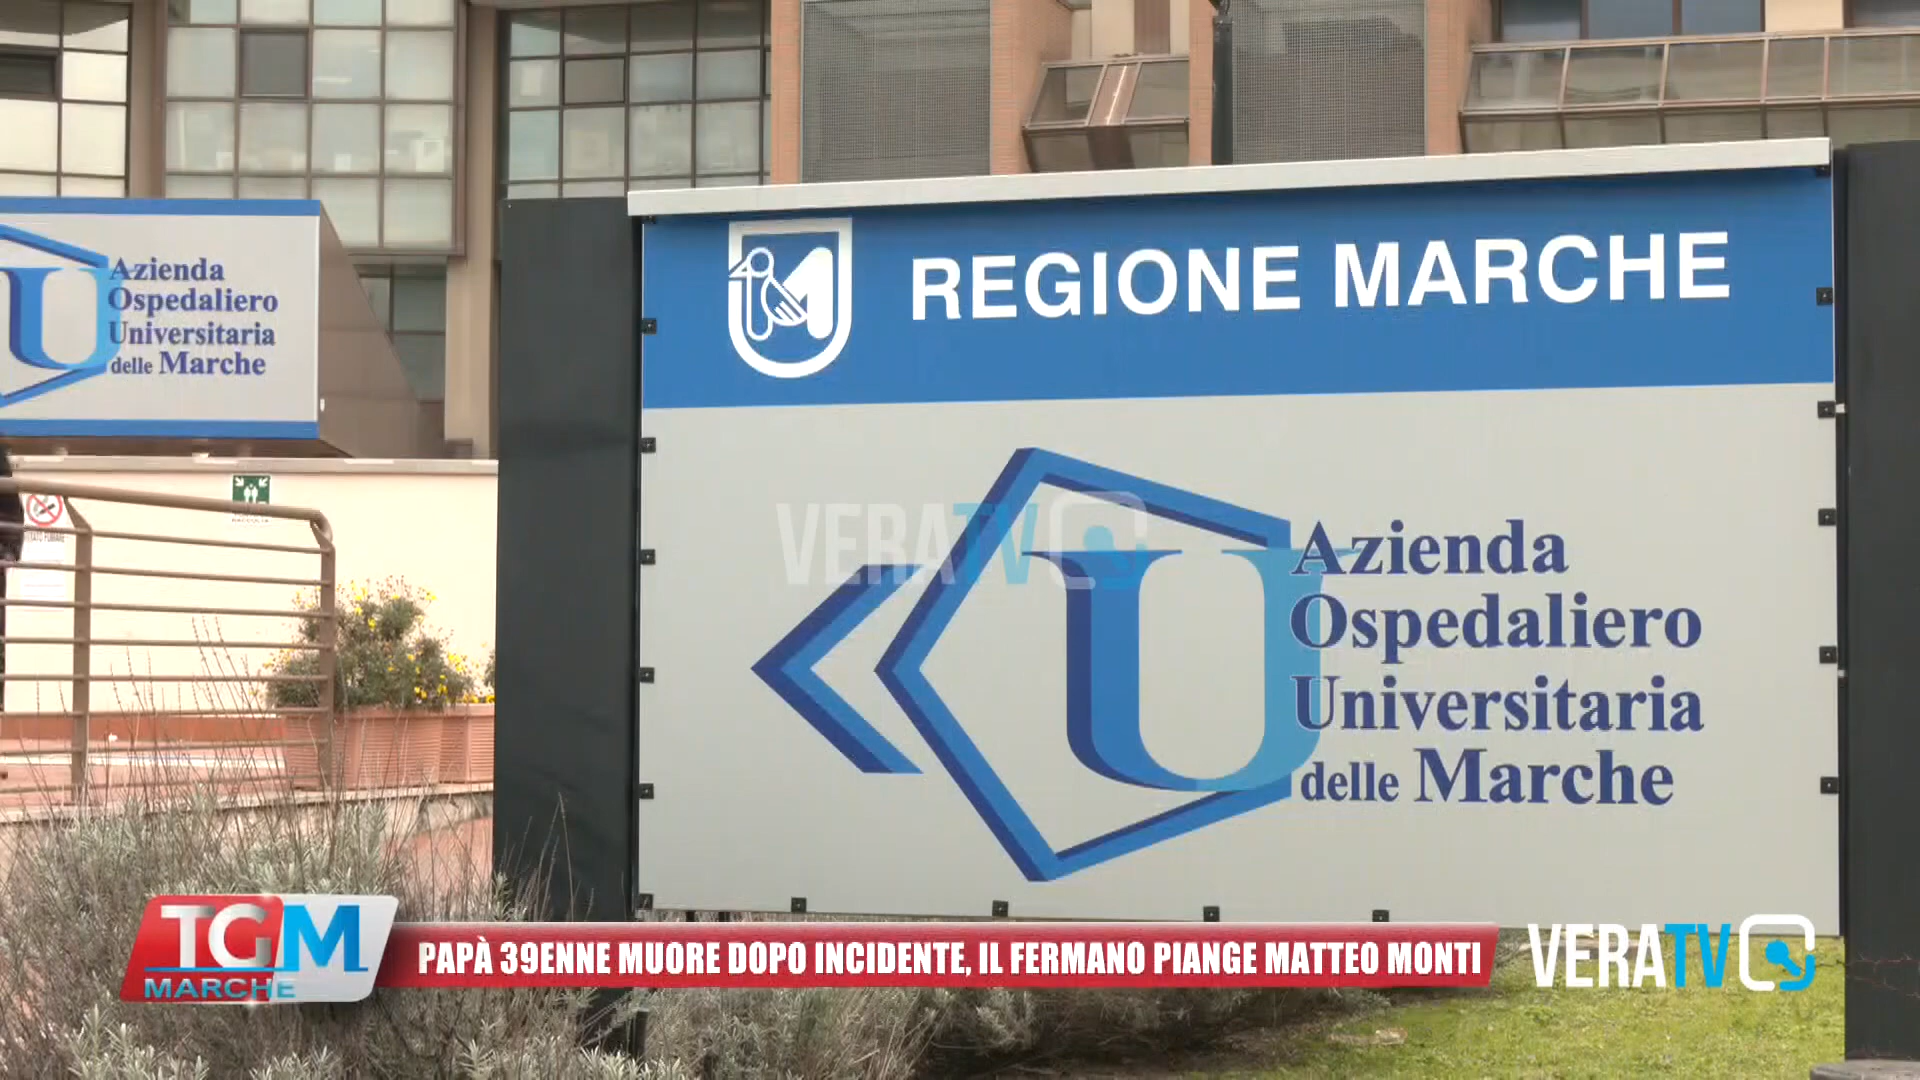 REGIONE MARCHE
Azienda
Ospedaliero
Universitaria
delle Marche
U
Azienda
Ospedaliero
Universitaria
delle Marche
U
VERATV
RACCOLTA
TGM
MARCHE
PAPÀ 39ENNE MUORE DOPO INCIDENTE, IL FERMANO PIANGE MATTEO MONTI
VERATV